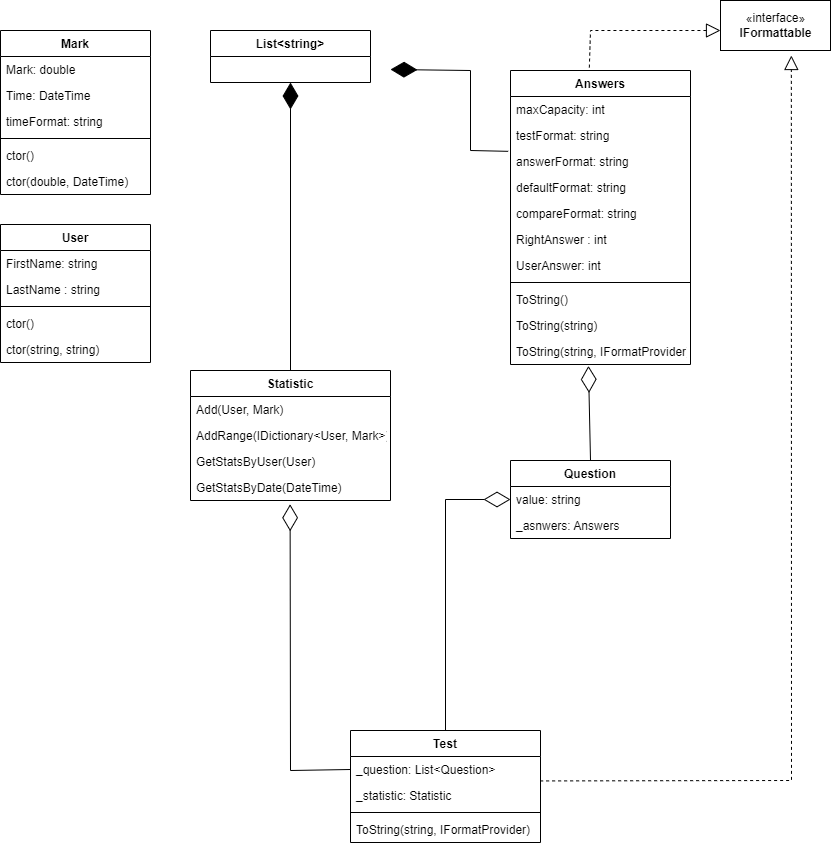 Mark
Mark: double
Time: DateTime
timeFormat: string
ctor()
ctor(double, DateTime)
User
FirstName: string
LastName : string
ctor()
ctor(string, string)
List<string>
Statistic
Add(User, Mark)
AddRange(IDictionary<User, Mark>
GetStatsByUser(User)
GetStatsByDate(DateTime)
«interface»
IFormattable
Answers
maxCapacity: int
testFormat: string
answerFormat: string
defaultFormat: string
compareFormat: string
RightAnswer : int
UserAnswer: int
ToString()
ToString(string)
ToString(string, IFormatProvider
Question
value: string
_asnwers: Answers
Test
_question: List<Question>
_statistic: Statistic
ToString(string, IFormatProvider)